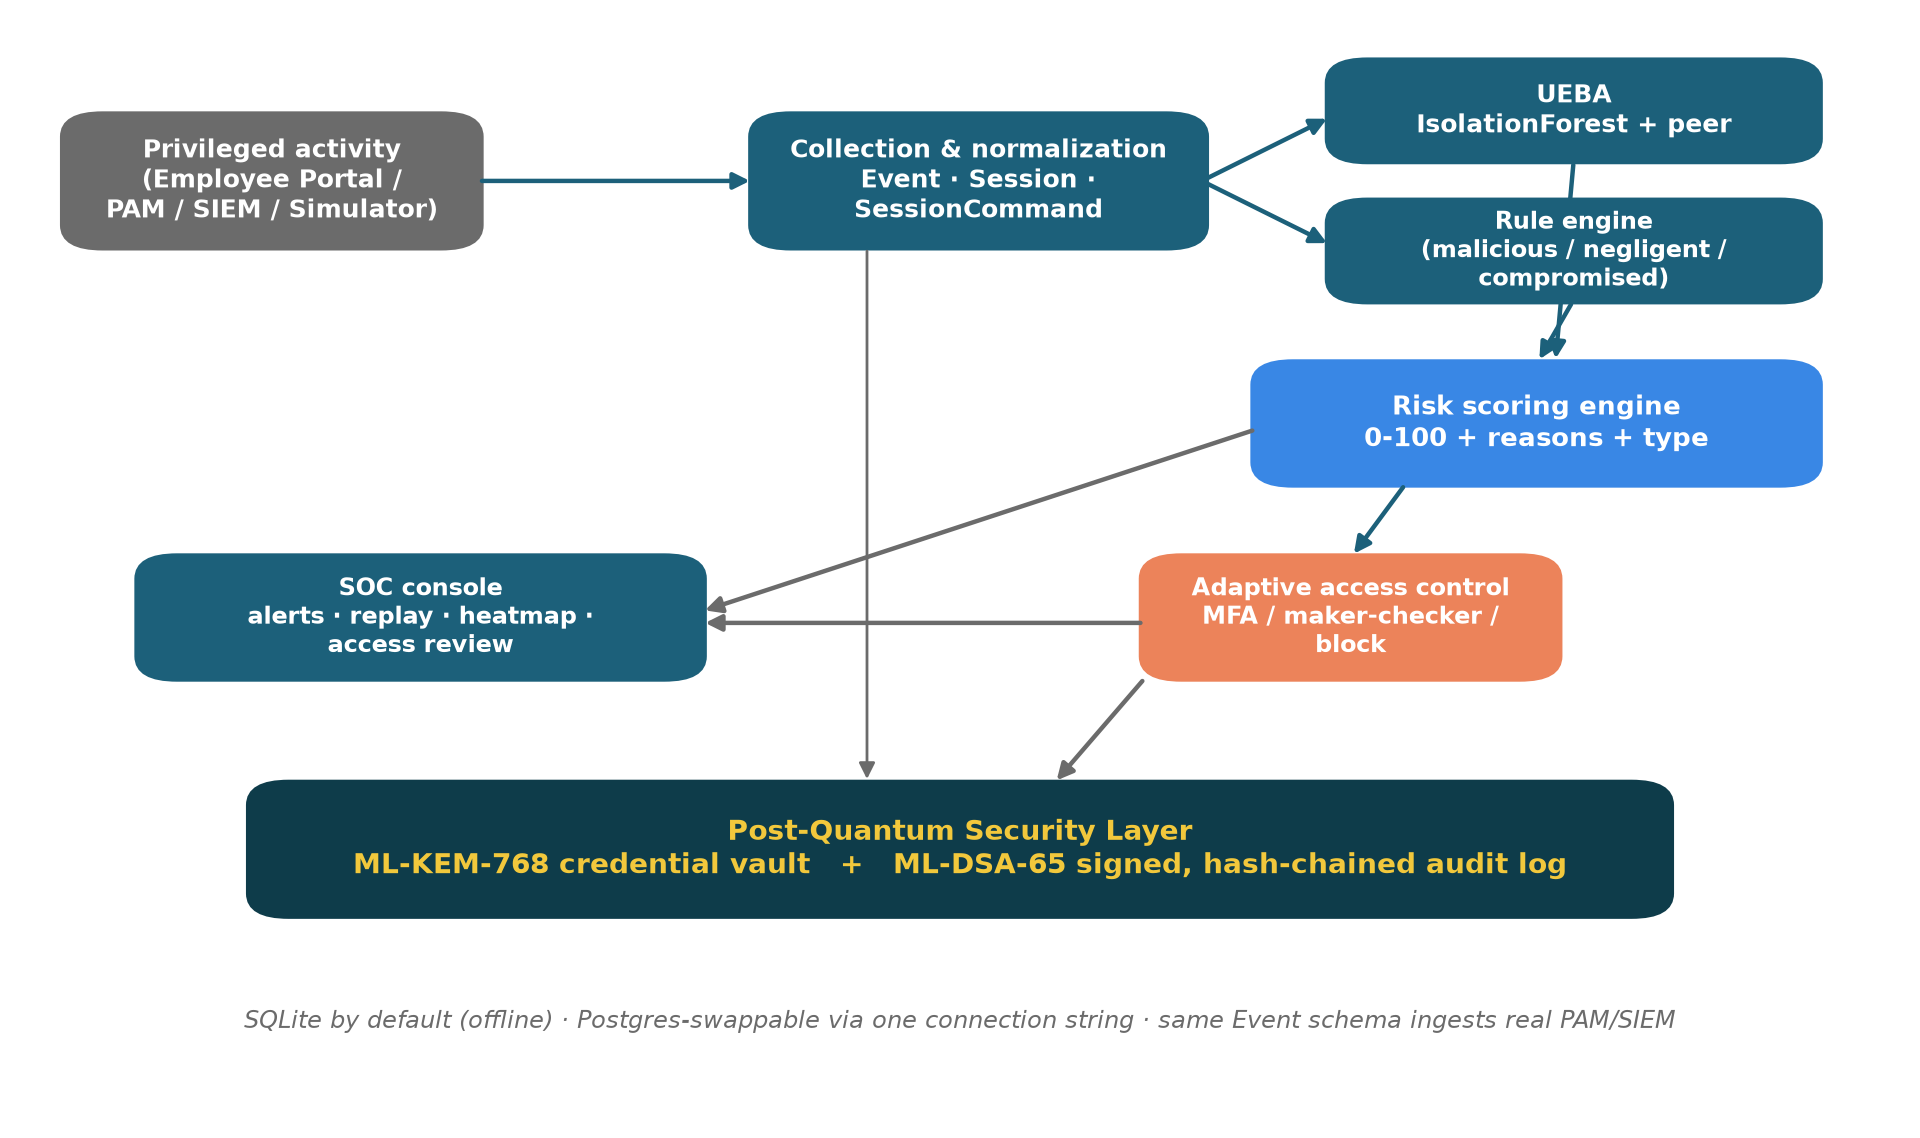 Privileged activity
(Employee Portal /
PAM / SIEM / Simulator)
Collection & normalization
Event · Session ·
SessionCommand
UEBA
IsolationForest + peer
Rule engine
(malicious / negligent /
compromised)
Risk scoring engine
0-100 + reasons + type
SOC console
alerts · replay · heatmap ·
access review
Adaptive access control
MFA / maker-checker /
block
Post-Quantum Security Layer
ML-KEM-768 credential vault + ML-DSA-65 signed, hash-chained audit log
SQLite by default (offline) · Postgres-swappable via one connection string · same Event schema ingests real PAM/SIEM